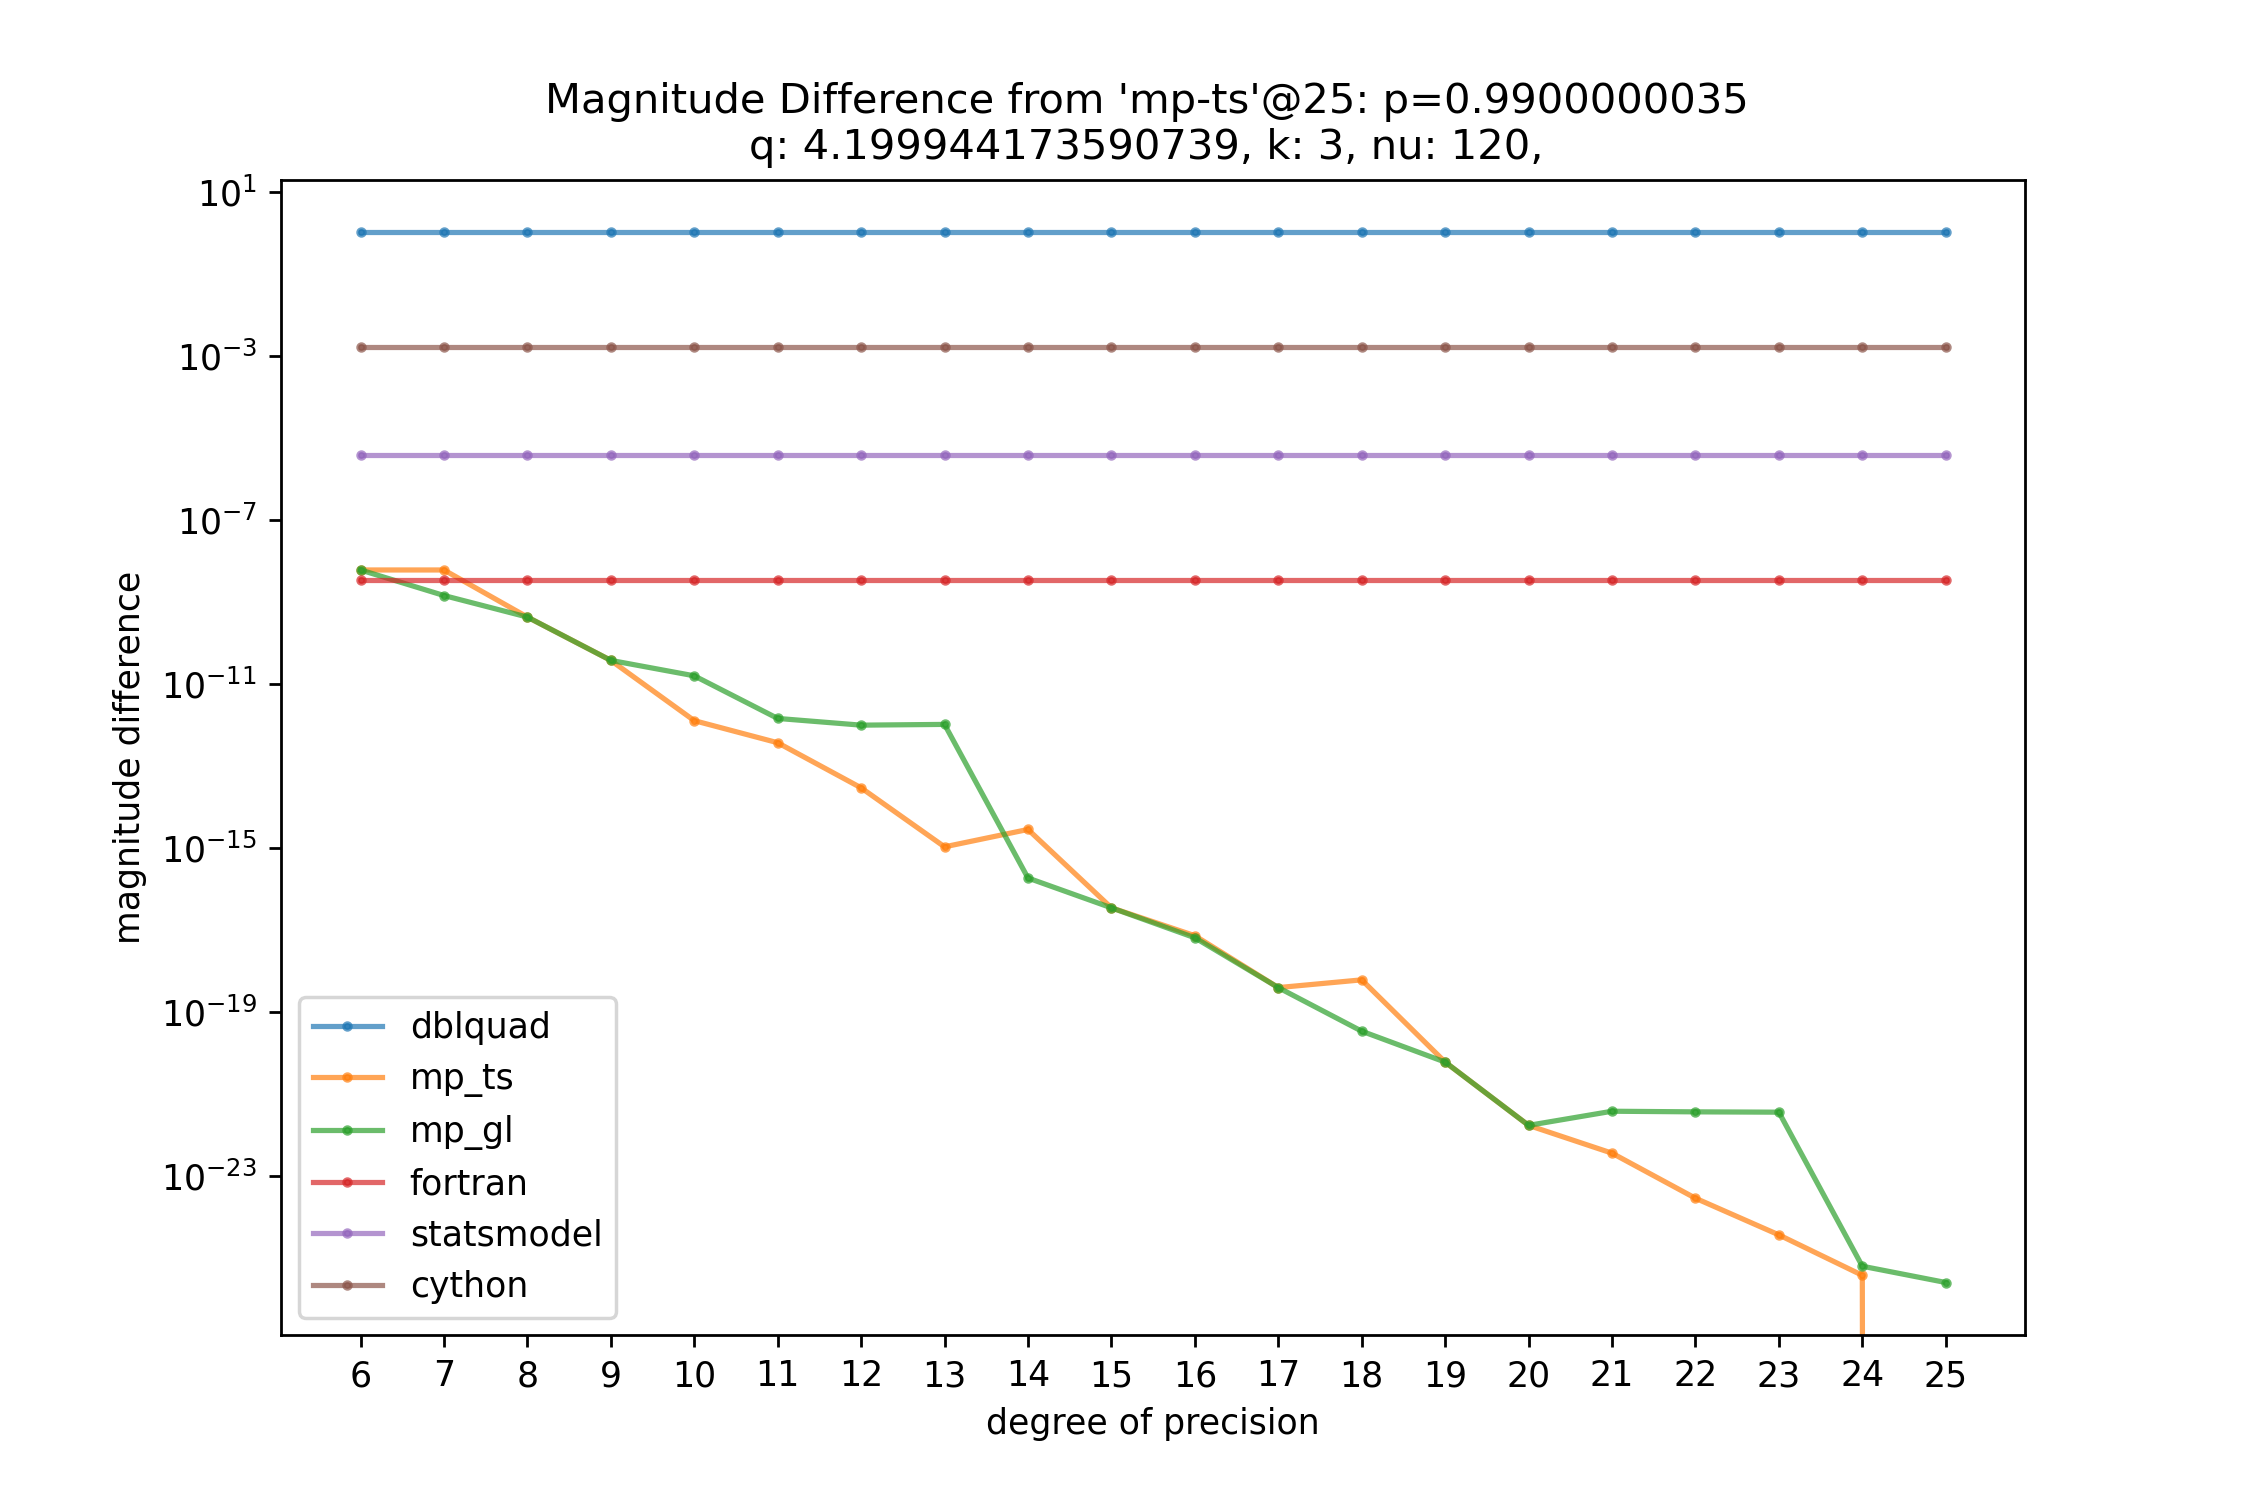 Magnitude Difference from 'mp-ts'@25: p=0.9900000035
q: 4.199944173590739, k: 3, nu: 120,
10^1
10^−3
10^−7
10^−11
10^−15
10^−19
10^−23
magnitude difference
dblquad
mp_ts
mp_gl
fortran
statsmodel
cython
6 7 8 9 10 11 12 13 14 15 16 17 18 19 20 21 22 23 24 25
degree of precision